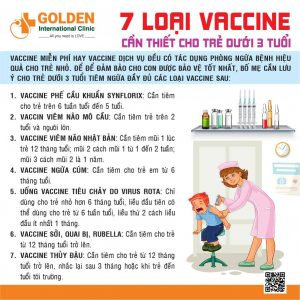 GOLDEN
International Clinic
All you need is LOVE
7 LOẠI VACCINE
CẦN THIẾT CHO TRẺ DƯỚI 3 TUỔI
VACCINE MIỄN PHÍ HAY VACCINE DỊCH VỤ ĐỀU CÓ TÁC DỤNG PHÒNG NGỪA BỆNH HIỆU
QUẢ CHO TRẺ NHỎ. ĐỂ ĐỂ ĐẢM BẢO CHO CON ĐƯỢC BẢO VỆ TỐT NHẤT, BỐ MẸ CẦN LƯU
Ý CHO TRẺ DƯỚI 3 TUỔI TIÊM NGỪA ĐẦY ĐỦ CÁC LOẠI VACCINE SAU:
1. VACCINE PHẾ CẦU KHUẨN SYNFLORIX: Cần tiêm
cho trẻ 6 tuần tuổi đến 5 tuổi.
2. VACCIN VIÊM NÃO MÔ CẦU: Cần tiêm trẻ trên 2
tuổi và người lớn.
3. VACCINE VIÊM NÃO NHẬT BẢN: Cần tiêm mũi 1 lúc
trẻ 12 tháng tuổi; mũi 2 cách mũi 1 từ 1 đến 2 tuần;
mũi 3 cách mũi 2 là 1 năm.
4. VACCINE NGỪA CÚM: Cần tiêm cho trẻ em từ 6
tháng tuổi.
5. UỐNG VACCINE TIÊU CHẢY DO VIRUS ROTA: Chỉ
dùng cho trẻ nhỏ hơn 6 tháng tuổi, liều đầu tiên có
thể dùng cho trẻ từ 6 tuần tuổi, liều thứ 2 cách liều
đầu ít nhất 1 tháng.
6. VACCINE SỞI, QUAI BỊ, RUBELLA: Cần tiêm cho trẻ
từ 12 tháng tuổi trở lên.
7. VACCINE THỦY ĐẬU: Cần tiêm cho trẻ từ 12 tháng
tuổi trở lên, nhắc lại sau 3 tháng hoặc khi trẻ đến
tuổi tới trường.